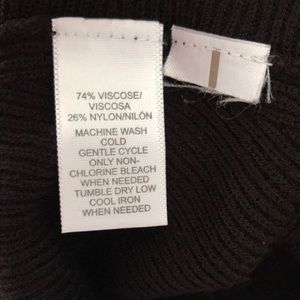 74% VISCOSE/
VISCOSA
26% NYLON/NILÓN
MACHINE WASH
COLD
GENTLE CYCLE
ONLY NON-
CHLORINE BLEACH
WHEN NEEDED
TUMBLE DRY LOW
COOL IRON
WHEN NEEDED